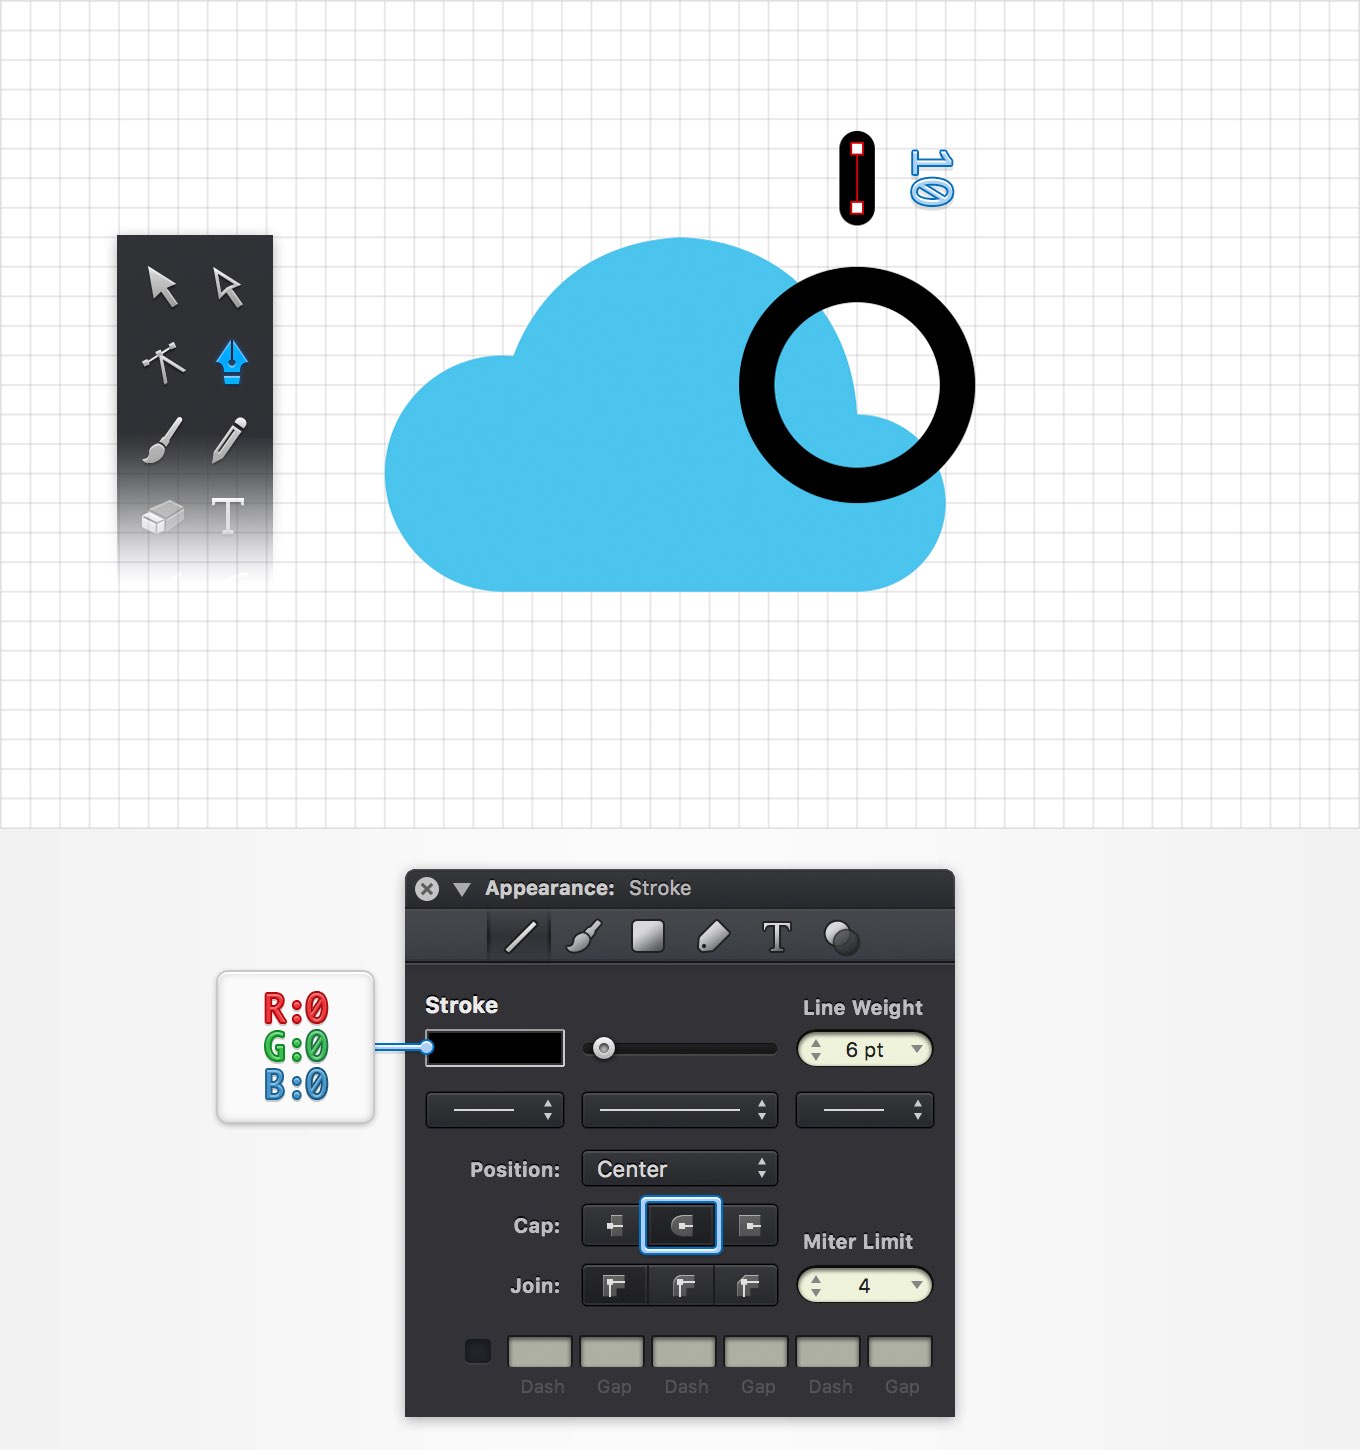 10
T
Appearance: Stroke
T
R:0
G:0
B:0
Stroke
Line Weight
6 pt
Position: Center
Cap:
Miter Limit
Join:
4
Dash Gap Dash Gap Dash Gap